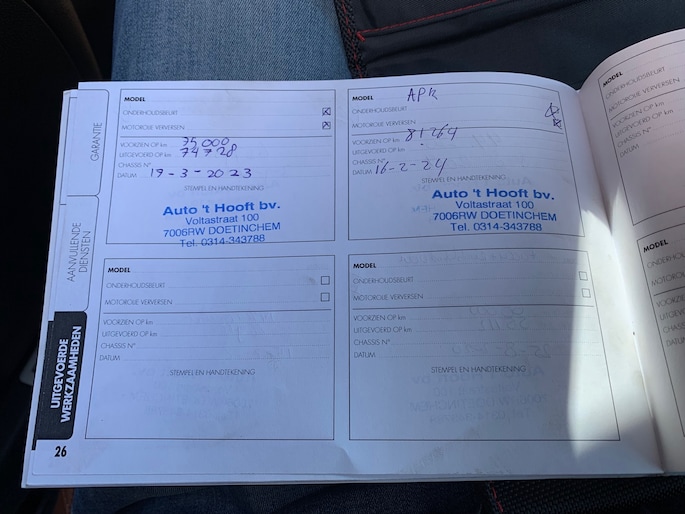 GARANTIE
AANVULLENDE
DIENSTEN
UITGEVOERDE
WERKZAAMHEDEN
26
MODEL
ONDERHOUDSBEURT
MOTOROLIE VERVERSEN
VOORZIEN OP km 35,000
UITGEVOERD OP km 74728
CHASSIS N°
DATUM 19-3-2023
STEMPEL EN HANDTEKENING
Auto 't Hooft bv.
Voltastraat 100
7006RW DOETINCHEM
Tel. 0314-343788
MODEL APK
ONDERHOUDSBEURT
MOTOROLIE VERVERSEN
VOORZIEN OP km 81.264
UITGEVOERD OP km
CHASSIS N°
DATUM 16-2-24
STEMPEL EN HANDTEKENING
Auto 't Hooft bv.
Voltastraat 100
7006RW DOETINCHEM
Tel. 0314-343788
MODEL
ONDERHOUDSBEURT
MOTOROLIE VERVERSEN
VOORZIEN OP km
UITGEVOERD OP km
CHASSIS N°
DATUM
STEMPEL EN HANDTEKENING
MODEL
ONDERHOUDSBEURT
MOTOROLIE VERVERSEN
VOORZIEN OP km
UITGEVOERD OP km
CHASSIS N°
DATUM
STEMPEL EN HANDTEKENING
MODEL
ONDERHOUDSBEURT
MOTOROLIE VERVERSEN
VOORZIEN OP km
UITGEVOERD OP
CHASSIS N°
DATUM
MODEL